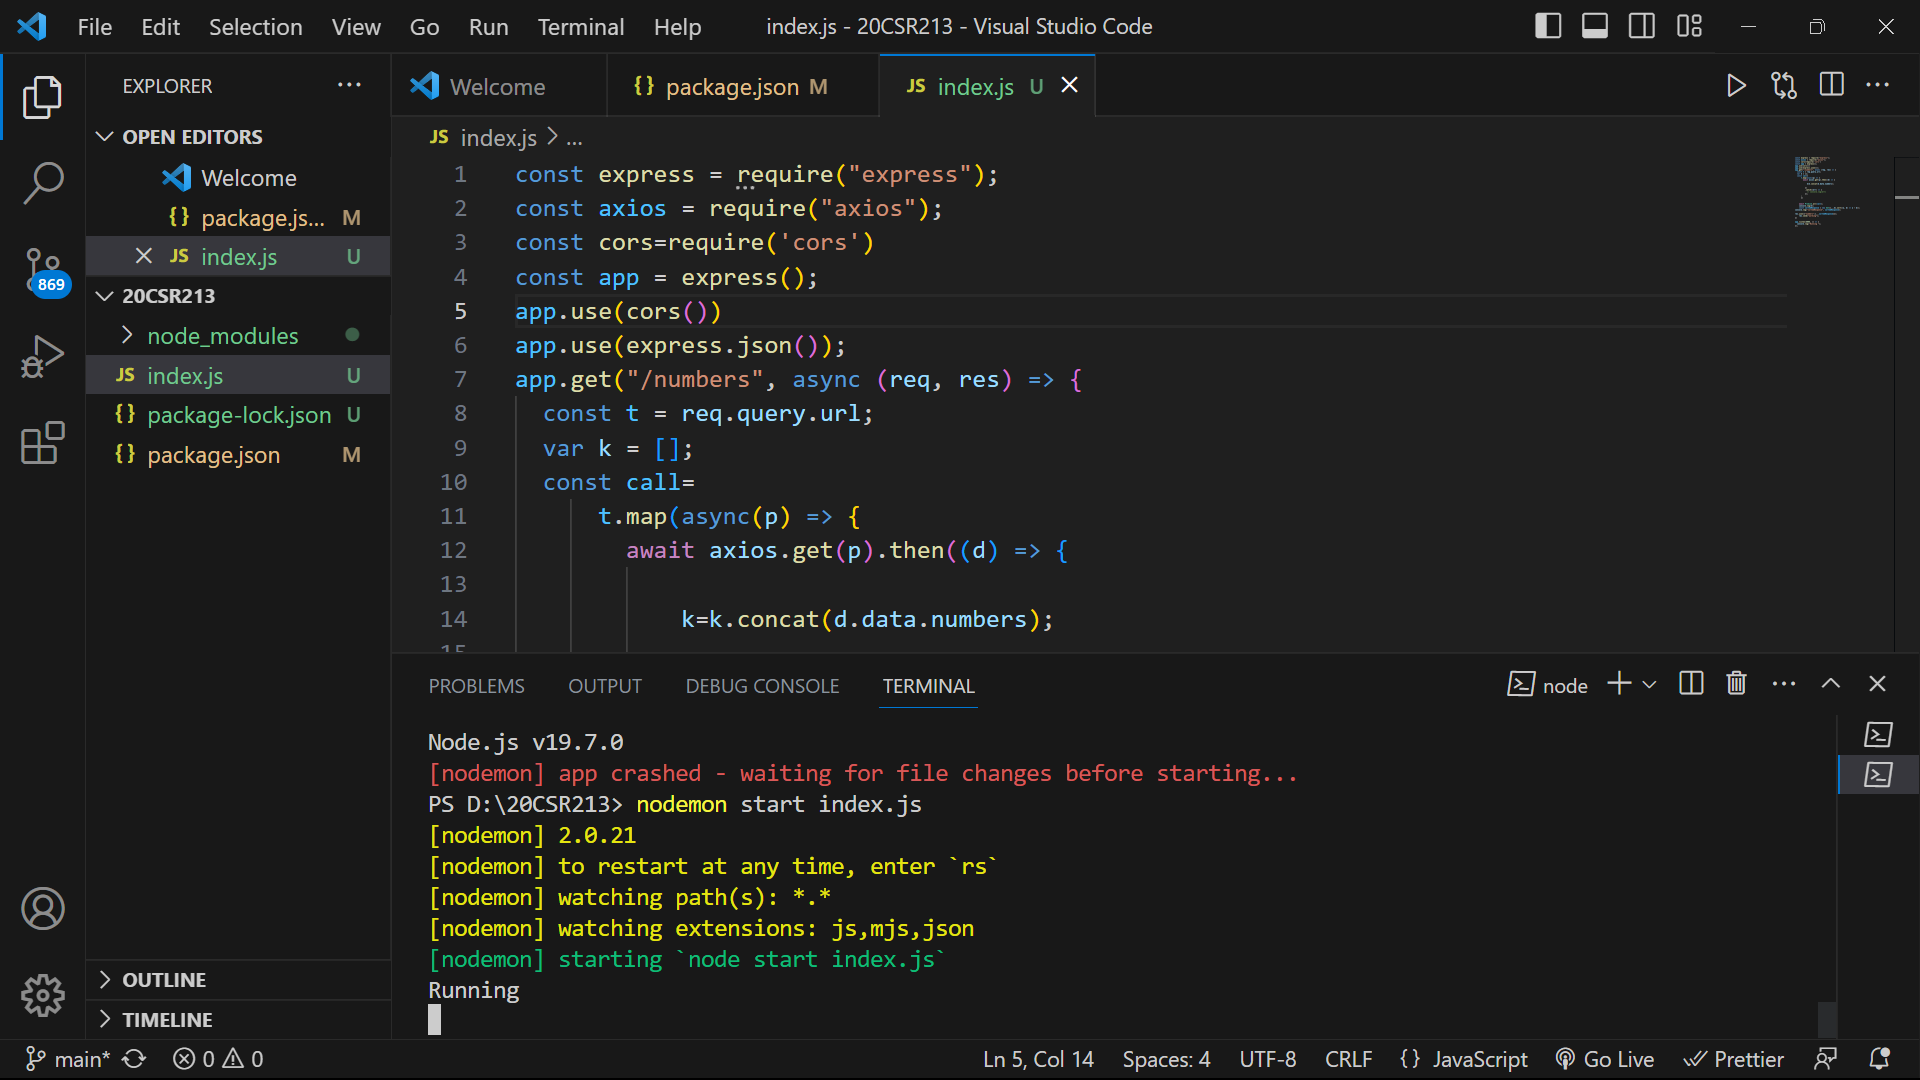 File Edit Selection View Go Run Terminal Help index.js - 20CSR213 - Visual Studio Code
EXPLORER ...
OPEN EDITORS
Welcome
{} package.js... M
JS index.js U
20CSR213
node_modules
JS index.js U
{} package-lock.json U
{} package.json M
OUTLINE
TIMELINE
869
Welcome {} package.json M JS index.js U
JS index.js > ...
1 const express = require("express");
2 const axios = require("axios");
3 const cors=require('cors')
4 const app = express();
5 app.use(cors())
6 app.use(express.json());
7 app.get("/numbers", async (req, res) => {
8 const t = req.query.url;
9 var k = [];
10 const call=
11 t.map(async(p) => {
12 await axios.get(p).then((d) => {
13
14 k=k.concat(d.data.numbers);
15
PROBLEMS OUTPUT DEBUG CONSOLE TERMINAL node
Node.js v19.7.0
[nodemon] app crashed - waiting for file changes before starting...
PS D:\20CSR213> nodemon start index.js
[nodemon] 2.0.21
[nodemon] to restart at any time, enter `rs`
[nodemon] watching path(s): *.*
[nodemon] watching extensions: js,mjs,json
[nodemon] starting `node start index.js`
Running
main* 0 0 Ln 5, Col 14 Spaces: 4 UTF-8 CRLF {} JavaScript Go Live Prettier